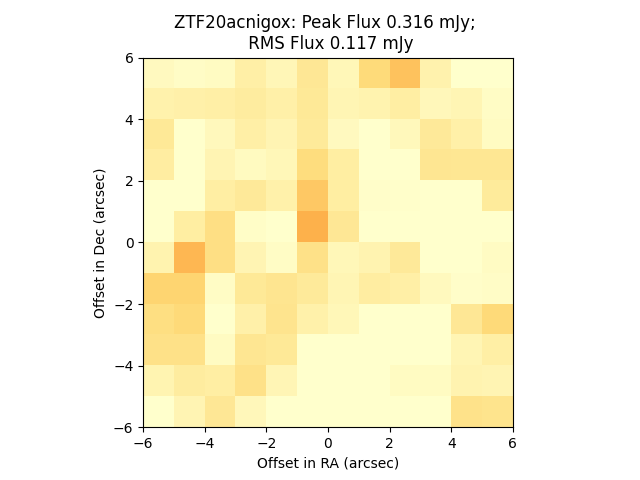 ZTF20acnigox: Peak Flux 0.316 mJy;
RMS Flux 0.117 mJy
6
4
2
0
−2
−4
−6
Offset in Dec (arcsec)
−6 −4 −2 0 2 4 6
Offset in RA (arcsec)